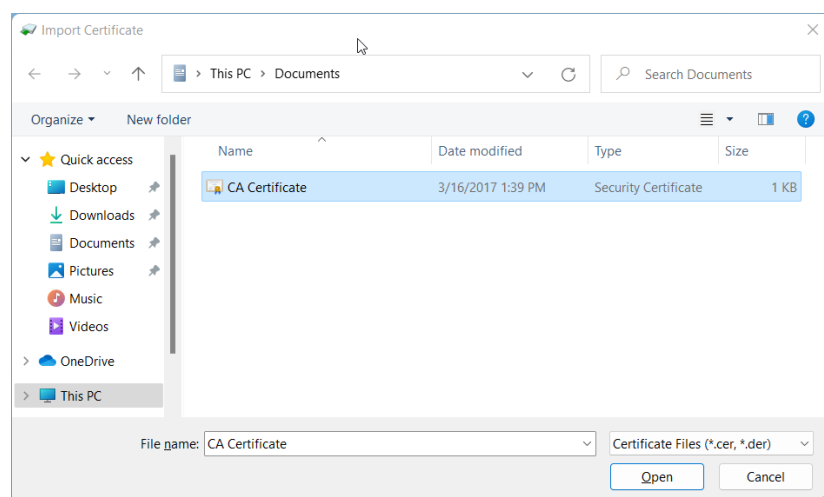 Import Certificate
This PC > Documents
Search Documents
Organize New folder
Name Date modified Type Size
Quick access
CA Certificate 3/16/2017 1:39 PM Security Certificate 1 KB
Desktop
Downloads
Documents
Pictures
Music
Videos
OneDrive
This PC
File name: CA Certificate Certificate Files (*.cer, *.der)
Open Cancel